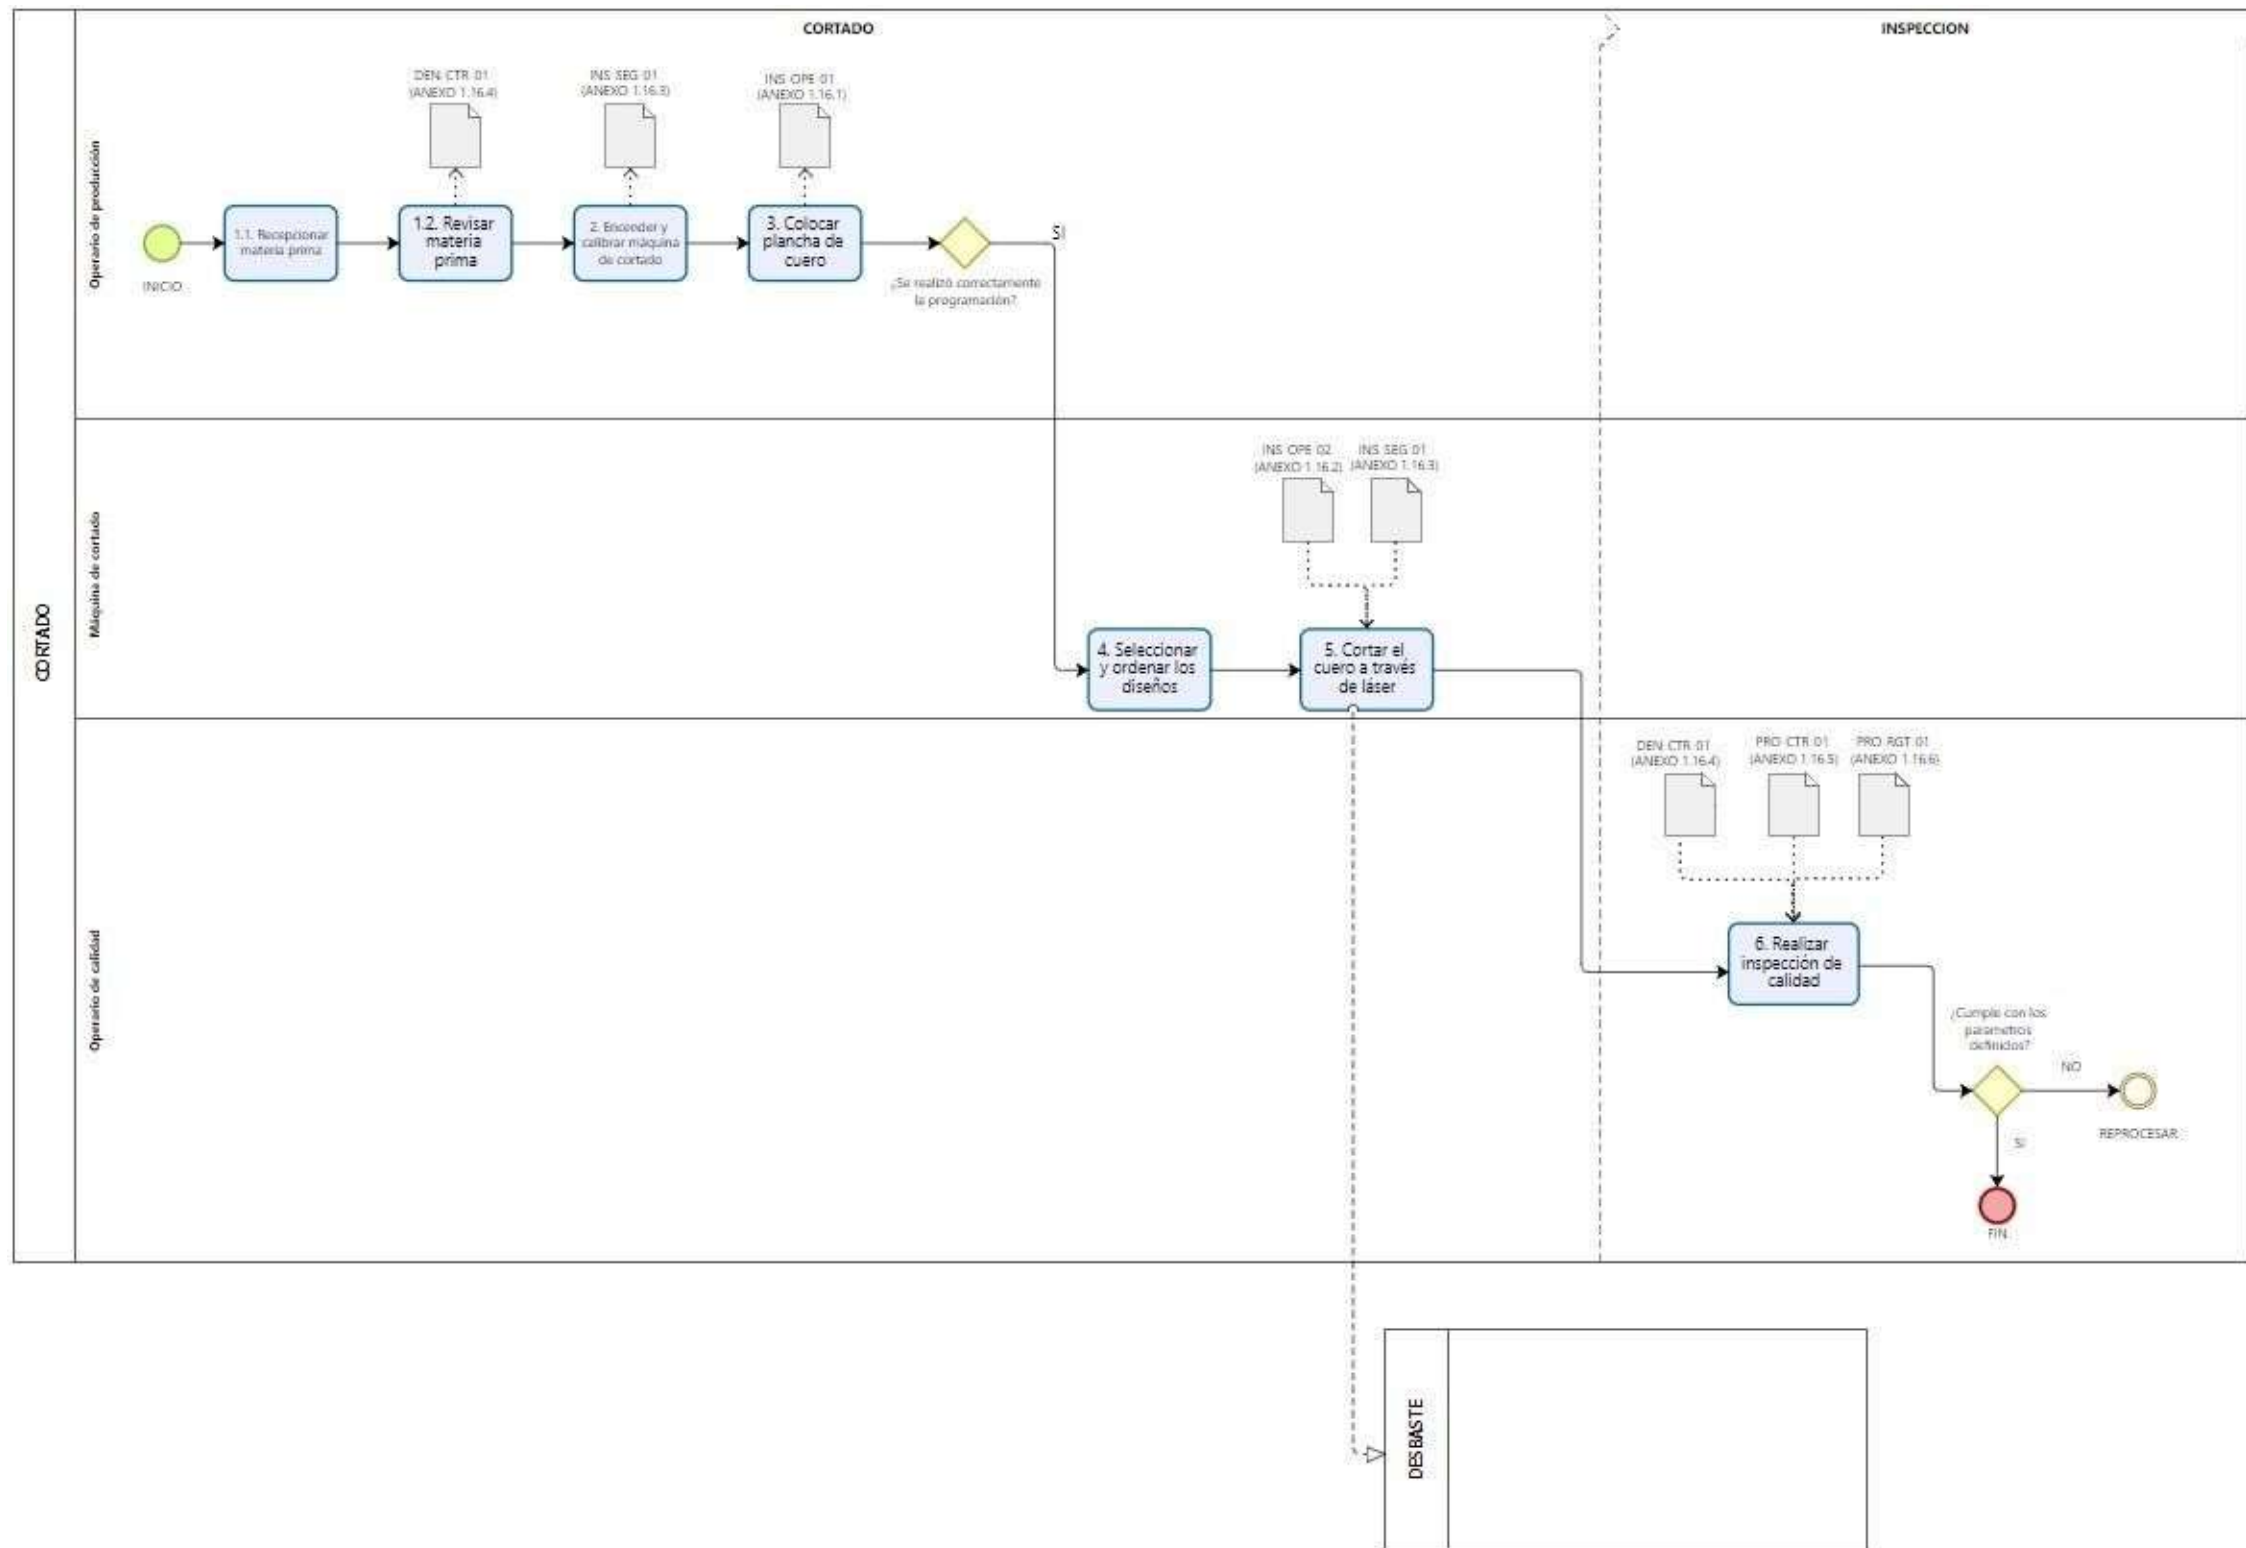 CORTADO
INSPECCION
CORTADO
Operario de producción
DEN CTR 01
(ANEXO 1.16.4)
INS SEG 01
(ANEXO 1.16.3)
INS OPE 01
(ANEXO 1.16.1)
INICIO
1.1. Recepcionar
materia prima
1.2. Revisar
materia
prima
2. Encender y
calibrar máquina
de cortado
3. Colocar
plancha de
cuero
¿Se realizó correctamente
la programación?
SI
Máquina de cortado
INS OPE 02
(ANEXO 1.16.2)
INS SEG 01
(ANEXO 1.16.3)
4. Seleccionar
y ordenar los
diseños
5. Cortar el
cuero a través
de láser
Operario de calidad
DEN CTR 01
(ANEXO 1.16.4)
PRO CTR 01
(ANEXO 1.16.5)
PRO RGT 01
(ANEXO 1.16.6)
6. Realizar
inspección de
calidad
¿Cumple con los
parametros
definidos?
NO
REPROCESAR
SI
FIN
DESBASTE